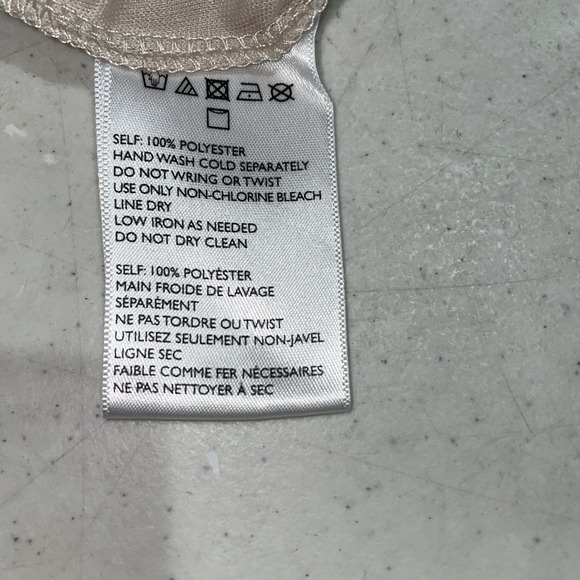 SELF: 100% POLYESTER
HAND WASH COLD SEPARATELY
DO NOT WRING OR TWIST
USE ONLY NON-CHLORINE BLEACH
LINE DRY
LOW IRON AS NEEDED
DO NOT DRY CLEAN
SELF: 100% POLYÉSTER
MAIN FROIDE DE LAVAGE
SÉPARÉMENT
NE PAS TORDRE OU TWIST
UTILISEZ SEULEMENT NON-JAVEL
LIGNE SEC
FAIBLE COMME FER NÉCESSAIRES
NE PAS NETTOYER À SEC